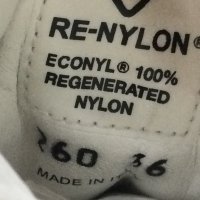 RE-NYLON®
ECONYL® 100%
REGENERATED
NYLON
260 36
MADE IN